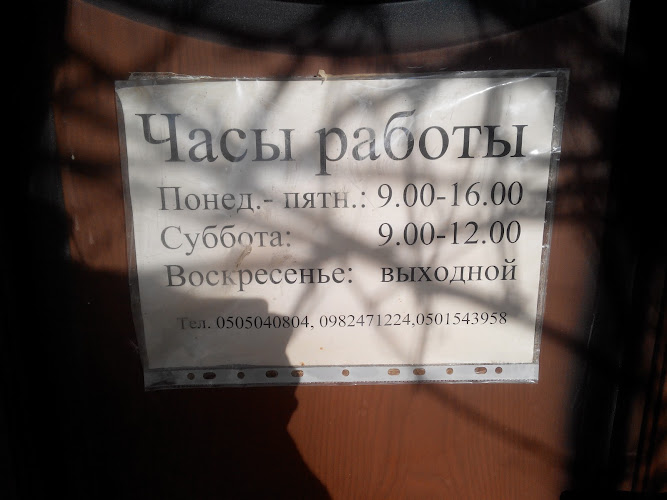 Часы работы
Понед.- пятн.: 9.00-16.00
Суббота: 9.00-12.00
Воскресенье: выходной
Тел. 0505040804, 0982471224,0501543958